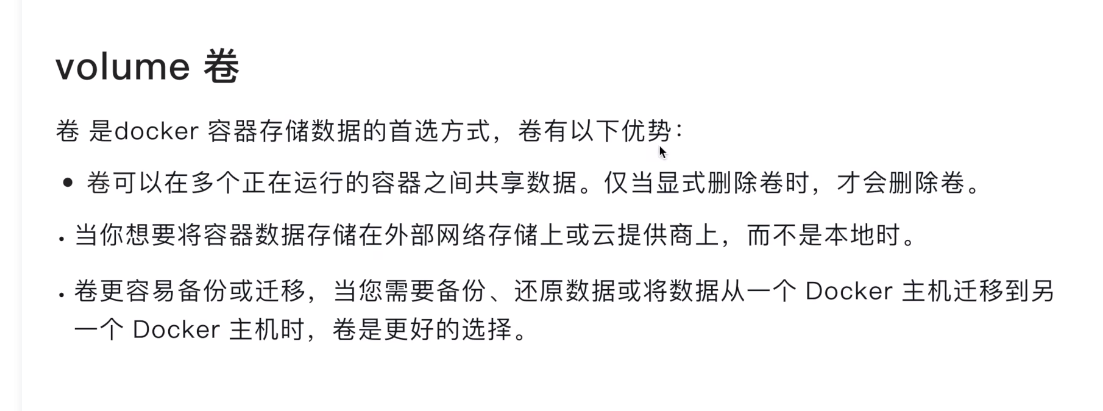 volume 卷
卷 是docker 容器存储数据的首选方式，卷有以下优势：
• 卷可以在多个正在运行的容器之间共享数据。仅当显式删除卷时，才会删除卷。
• 当你想要将容器数据存储在外部网络存储上或云提供商上，而不是本地时。
• 卷更容易备份或迁移，当您需要备份、还原数据或将数据从一个 Docker 主机迁移到另
一个 Docker 主机时，卷是更好的选择。